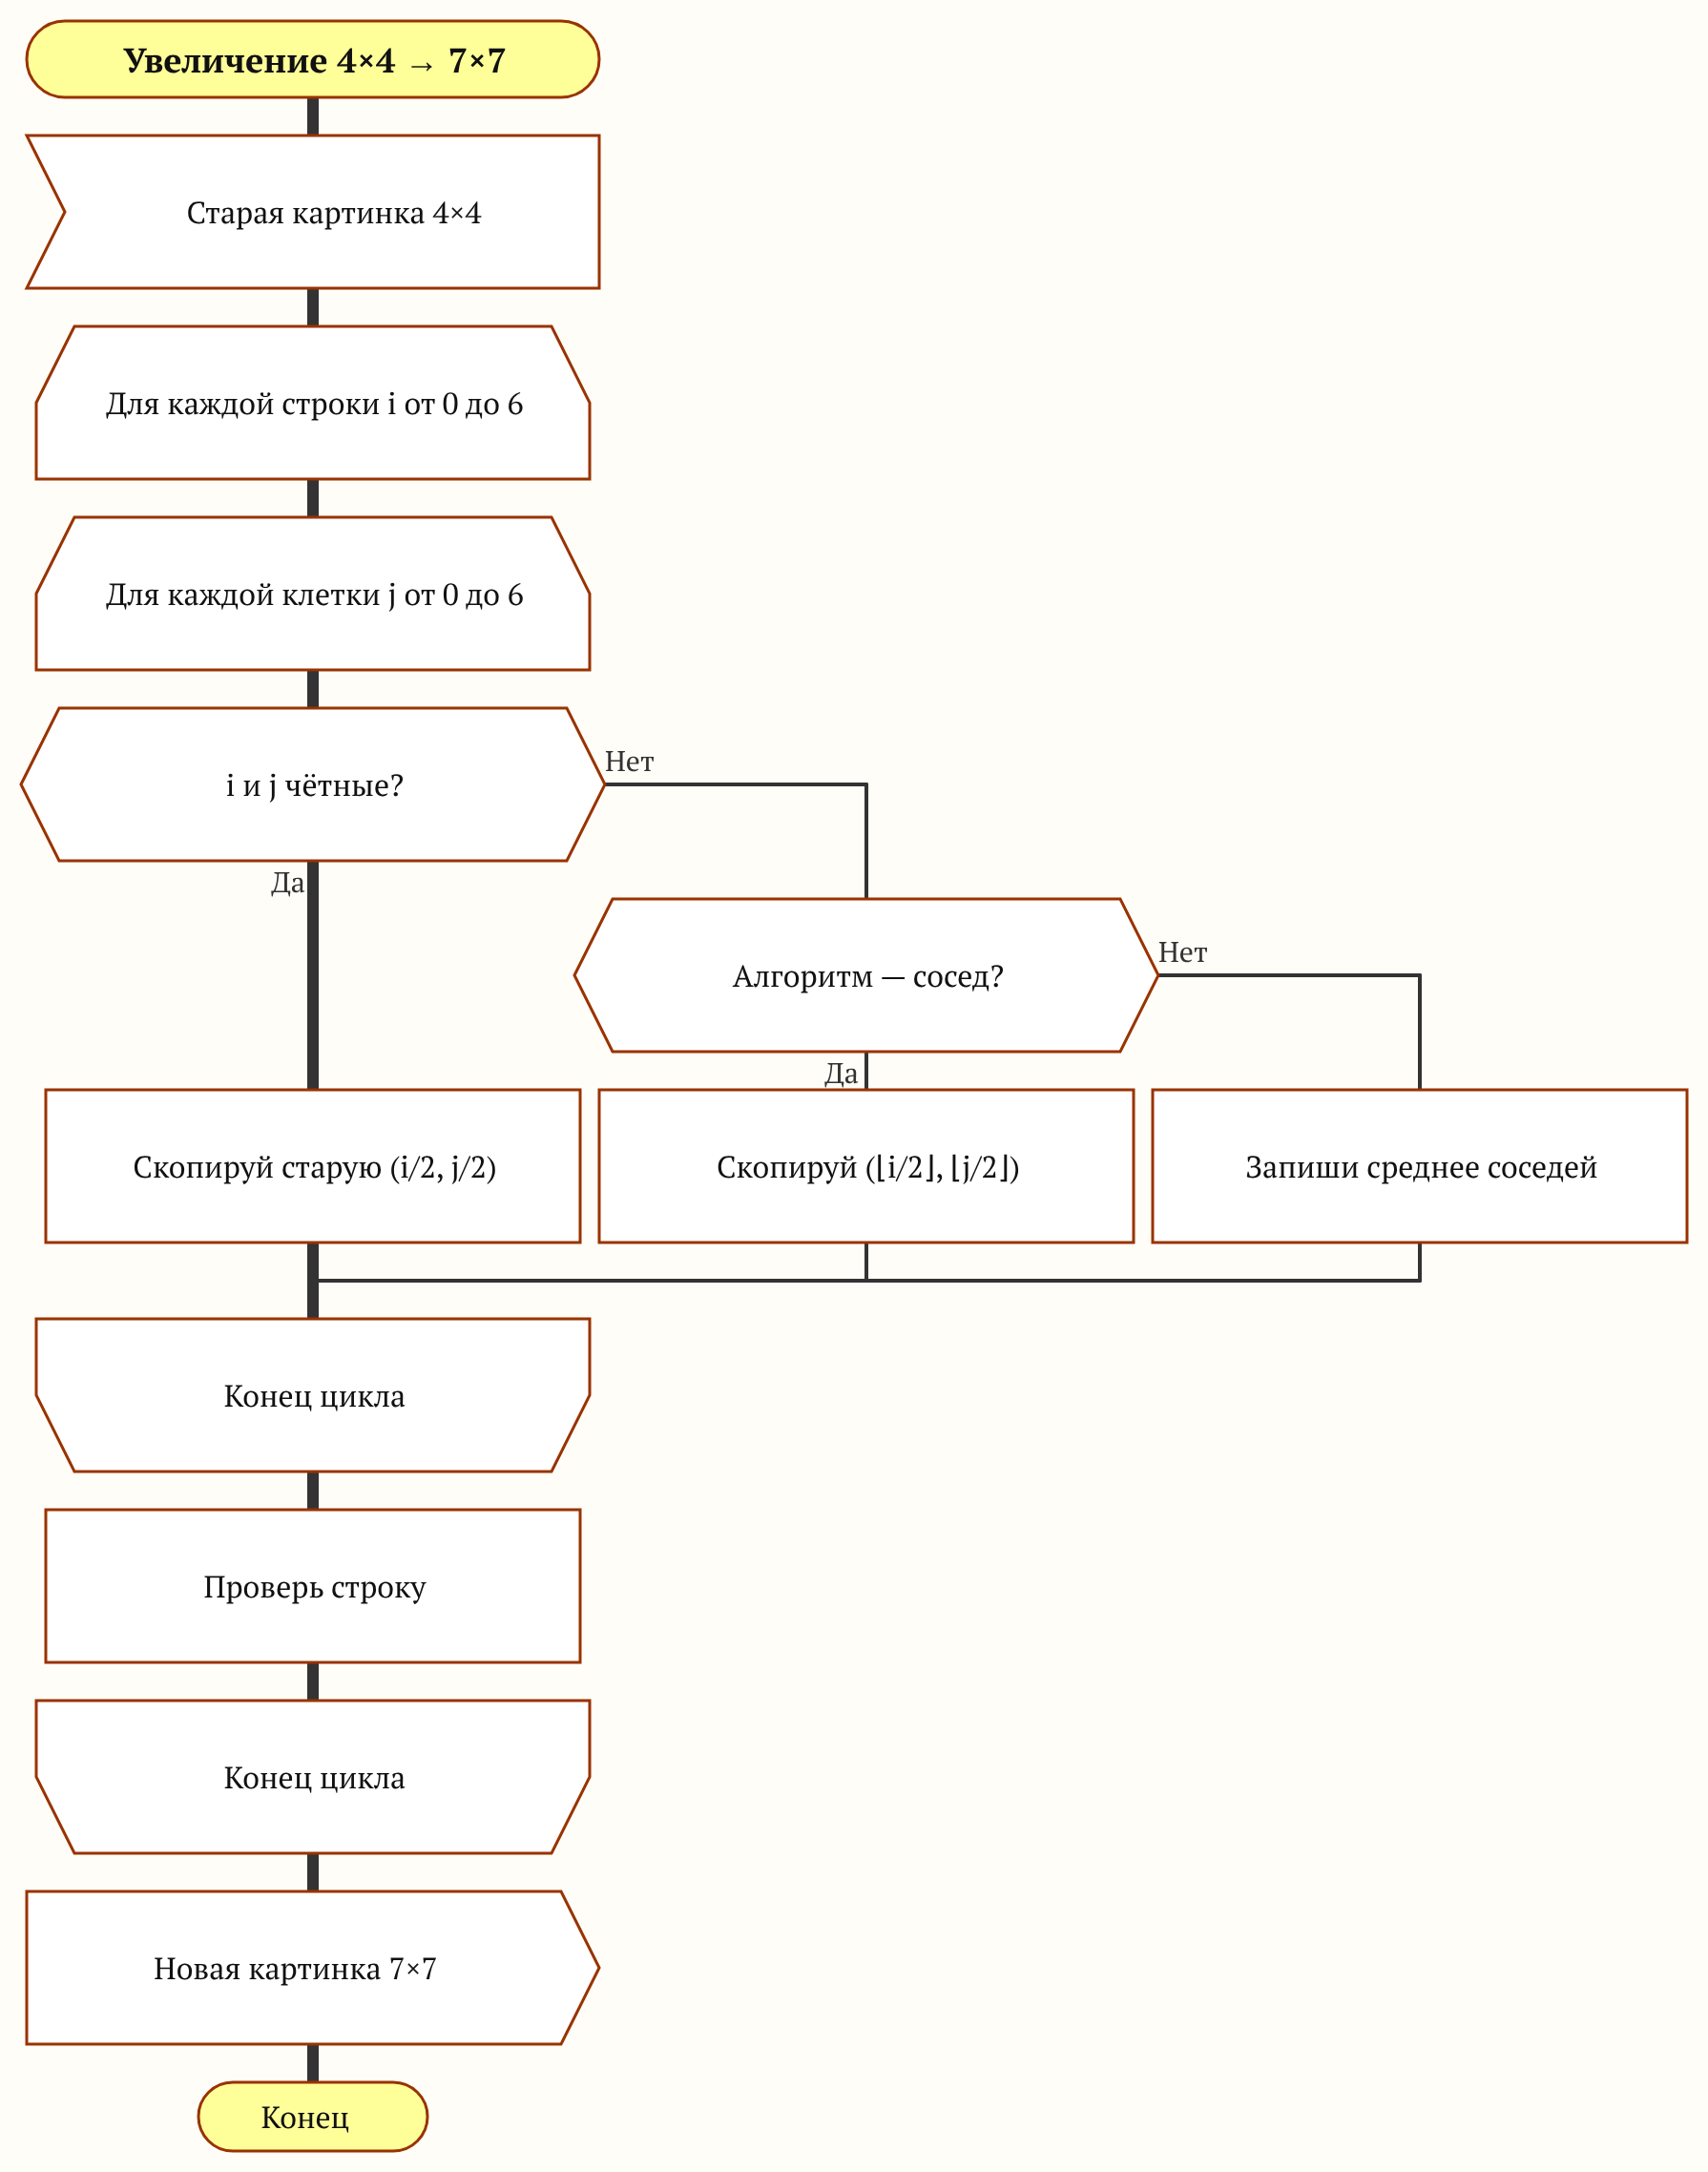 Увеличение 4×4 → 7×7
Старая картинка 4×4
Для каждой строки i от 0 до 6
Для каждой клетки j от 0 до 6
i и j чётные?
Нет
Да
Алгоритм — сосед?
Нет
Да
Скопируй старую (i/2, j/2)
Скопируй (⌊i/2⌋, ⌊j/2⌋)
Запиши среднее соседей
Конец цикла
Проверь строку
Конец цикла
Новая картинка 7×7
Конец